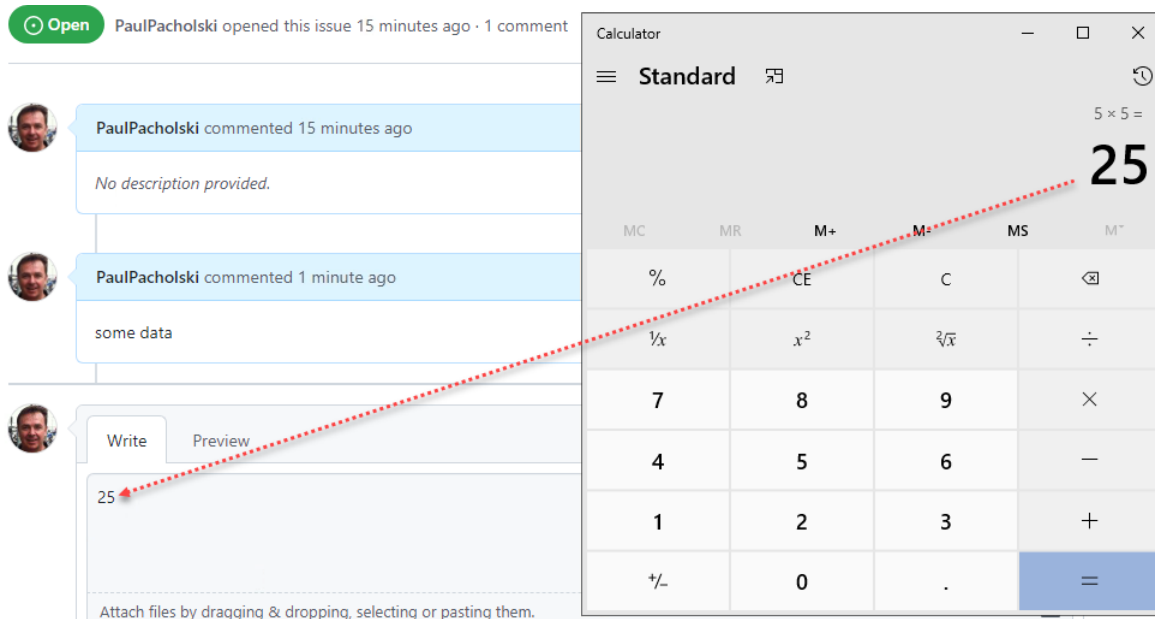 Open PaulPacholski opened this issue 15 minutes ago · 1 comment
PaulPacholski commented 15 minutes ago
No description provided.
PaulPacholski commented 1 minute ago
some data
Write Preview
25
Attach files by dragging & dropping, selecting or pasting them.
Calculator
Standard
5 × 5 =
25
MC MR M+ M- MS M˅
% CE C
¹/x x² ²√x ÷
7 8 9 ×
4 5 6 −
1 2 3 +
+/− 0 . =